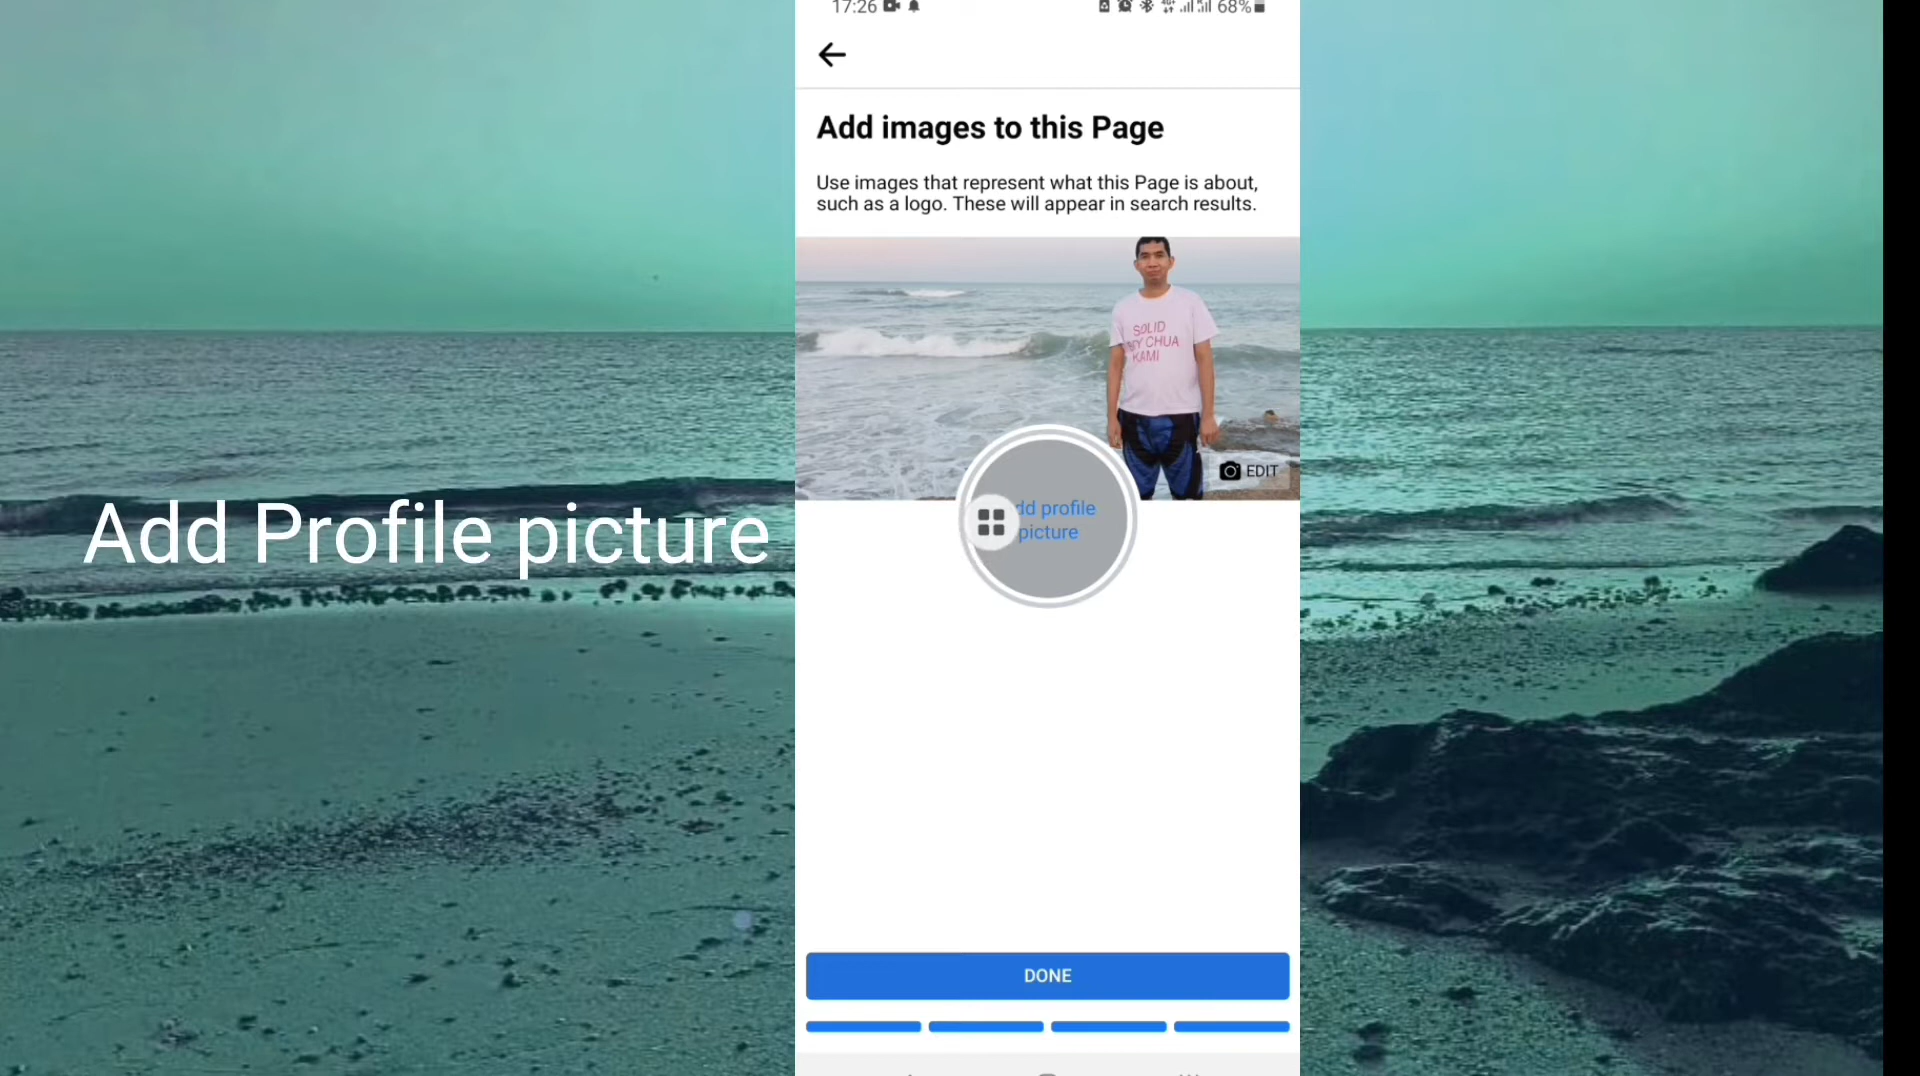 17:26
68%
Add images to this Page
Use images that represent what this Page is about,
such as a logo. These will appear in search results.
SOLID
CHUA
KAMI
EDIT
dd profile
picture
Add Profile picture
DONE